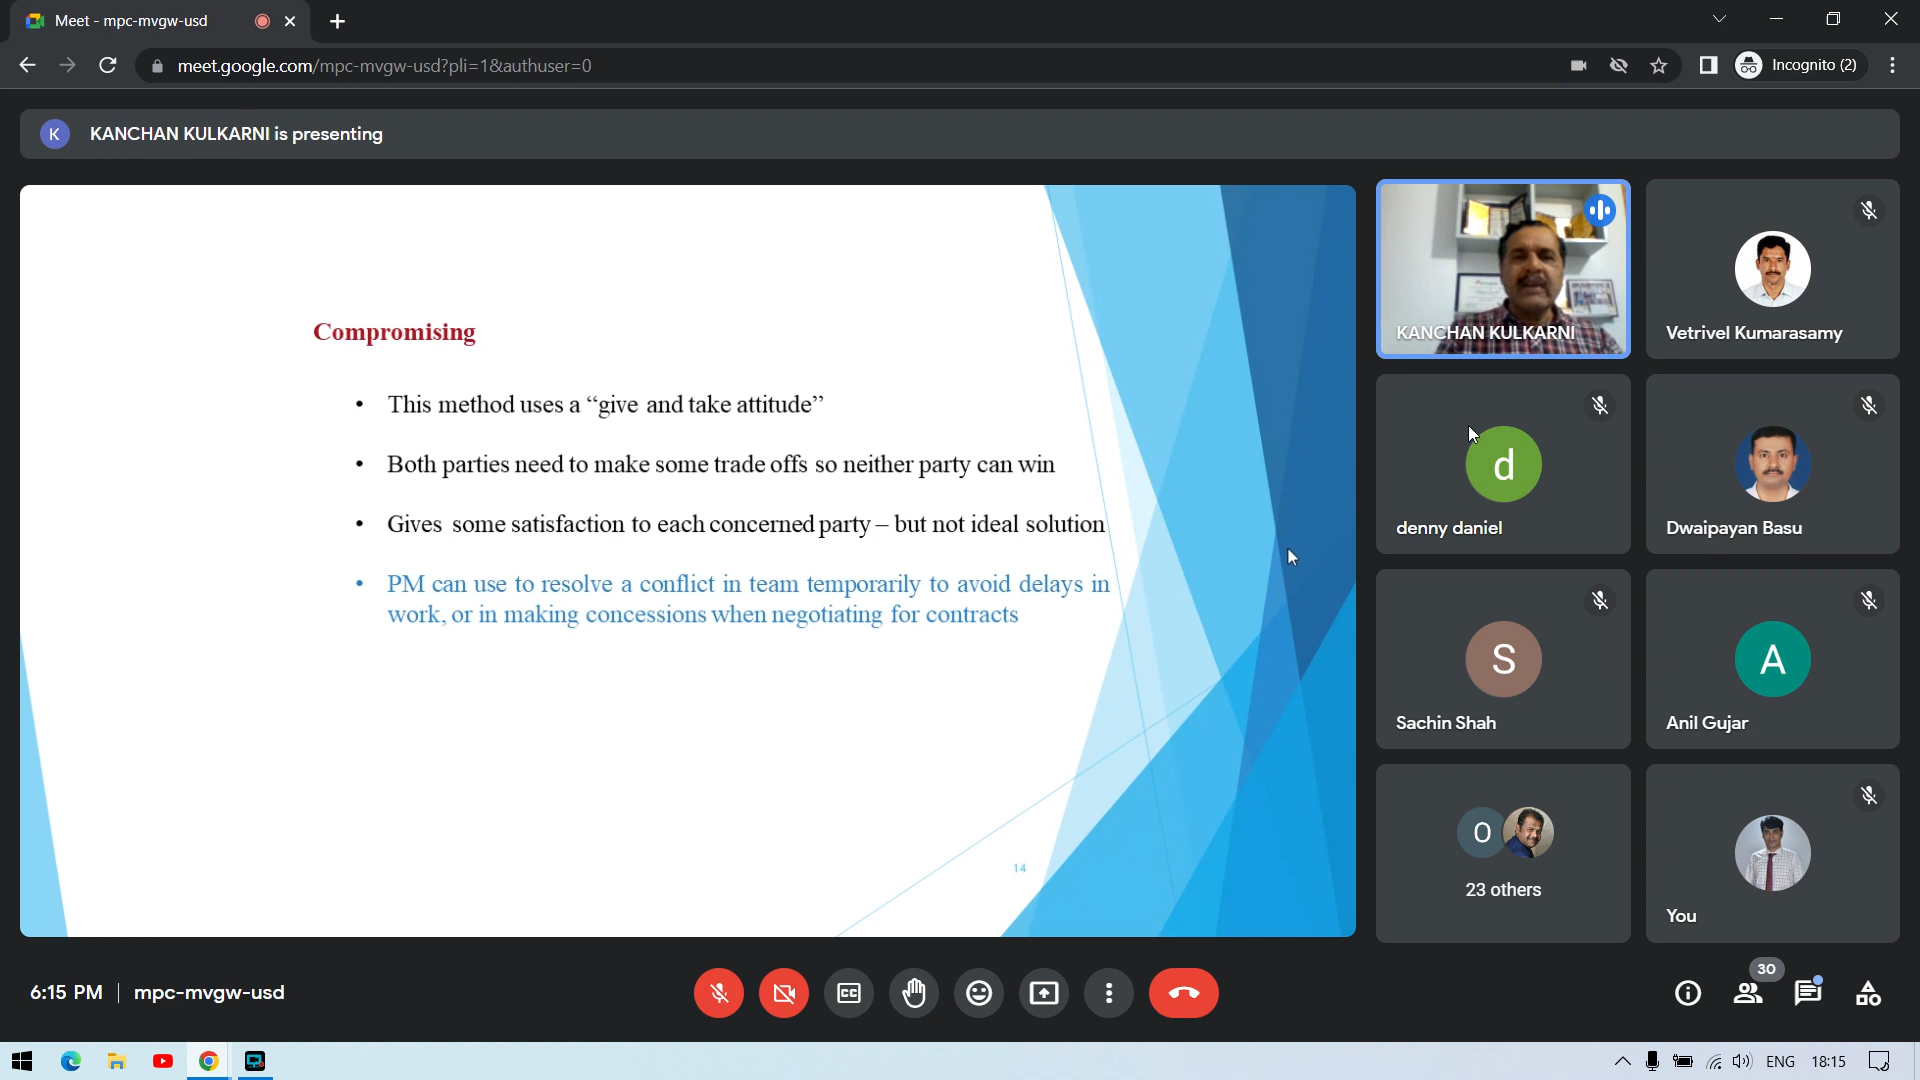 Meet - mpc-mvgw-usd
meet.google.com/mpc-mvgw-usd?pli=1&authuser=0
Incognito (2)
K
KANCHAN KULKARNI is presenting
Compromising
• This method uses a “give and take attitude”
• Both parties need to make some trade offs so neither party can win
• Gives some satisfaction to each concerned party – but not ideal solution
• PM can use to resolve a conflict in team temporarily to avoid delays in
work, or in making concessions when negotiating for contracts
14
KANCHAN KULKARNI
Vetrivel Kumarasamy
d
denny daniel
Dwaipayan Basu
S
Sachin Shah
A
Anil Gujar
O
23 others
You
6:15 PM | mpc-mvgw-usd
CC
30
ENG
18:15